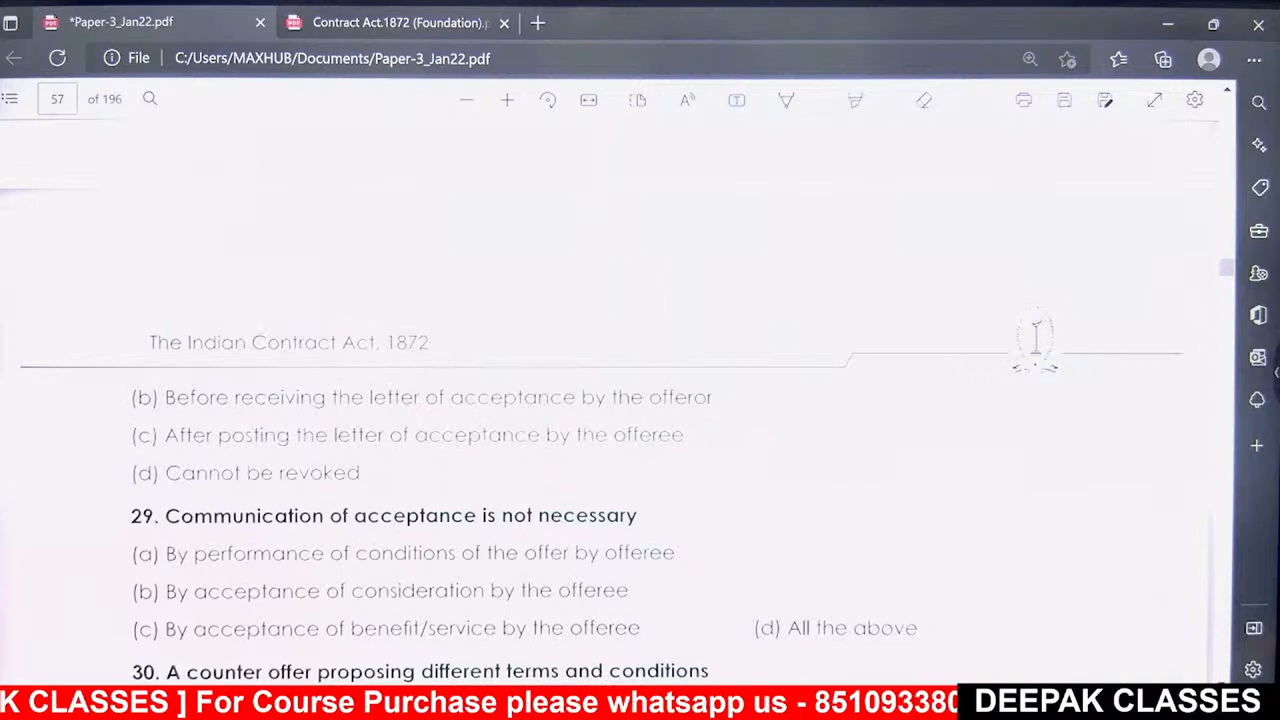 *Paper-3_Jan22.pdf
Contract Act.1872 (Foundation).p
File
C:/Users/MAXHUB/Documents/Paper-3_Jan22.pdf
57 of 196
The Indian Contract Act, 1872
(b) Before receiving the letter of acceptance by the offeror
(c) After posting the letter of acceptance by the offeree
(d) Cannot be revoked
29. Communication of acceptance is not necessary
(a) By performance of conditions of the offer by offeree
(b) By acceptance of consideration by the offeree
(c) By acceptance of benefit/service by the offeree (d) All the above
30. A counter offer proposing different terms and conditions
K CLASSES ] For Course Purchase please whatsapp us - 851093380
DEEPAK CLASSES